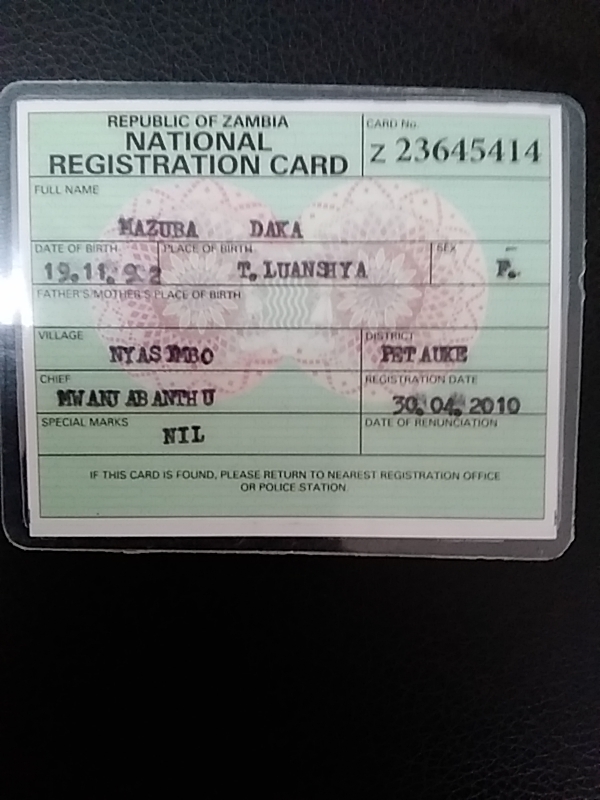 REPUBLIC OF ZAMBIA
NATIONAL
REGISTRATION CARD
CARD No.
Z 23645414
FULL NAME
MAZUBA DAKA
DATE OF BIRTH
19.11.92
PLACE OF BIRTH
T. LUANSHYA
SEX
F.
FATHER'S/MOTHER'S PLACE OF BIRTH
VILLAGE
NYASIMBO
DISTRICT
PETAUKE
CHIEF
MWANJ ABANTHU
REGISTRATION DATE
30.04.2010
SPECIAL MARKS
NIL
DATE OF RENUNCIATION
IF THIS CARD IS FOUND, PLEASE RETURN TO NEAREST REGISTRATION OFFICE
OR POLICE STATION.